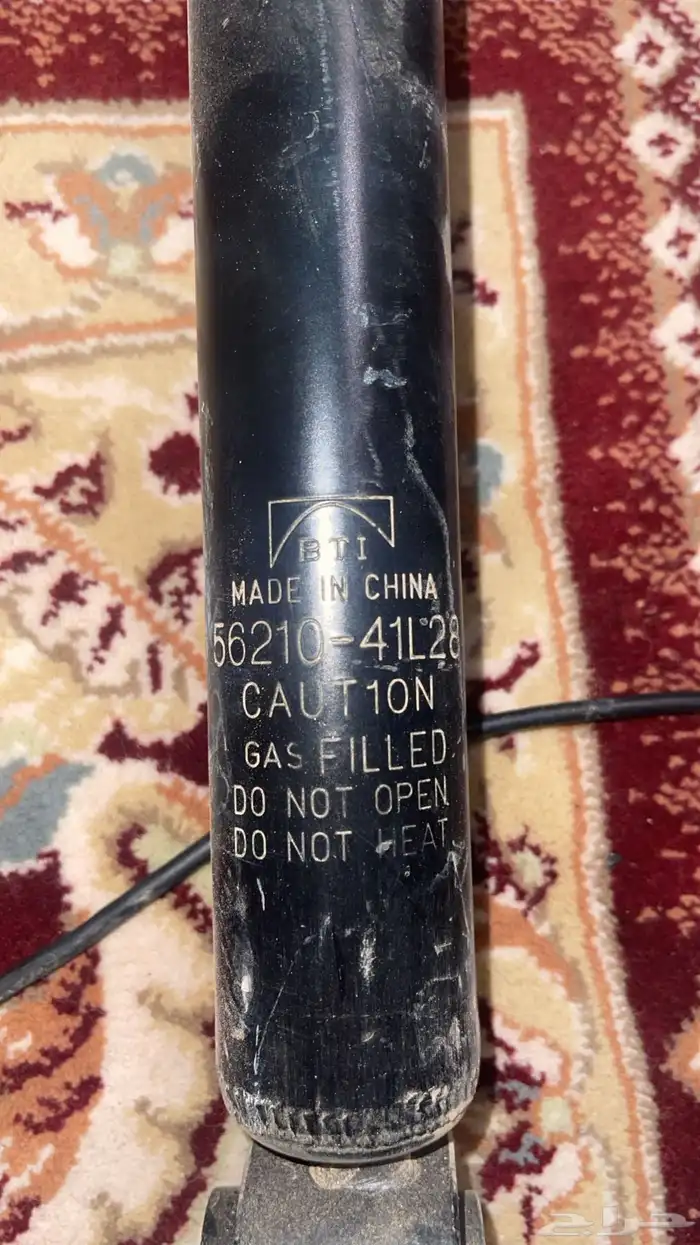 BTI
MADE IN CHINA
56210-41L28
CAUT1ON
GAS FILLED
DO NOT OPEN
DO NOT HEAT
حراج